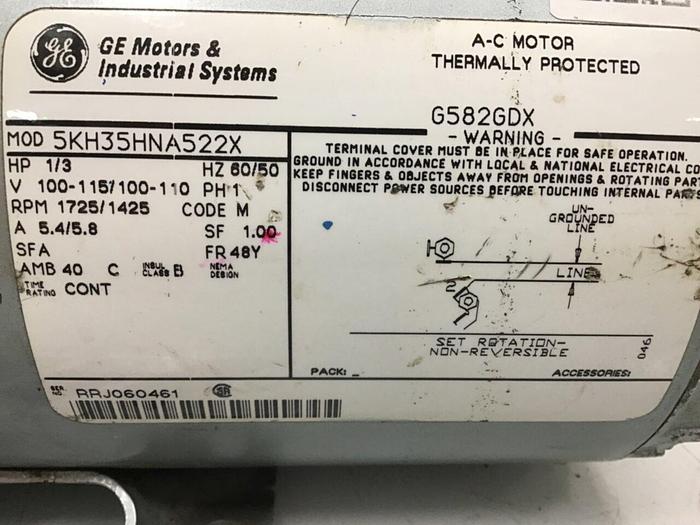 GE
GE Motors &
Industrial Systems
A-C MOTOR
THERMALLY PROTECTED
G582GDX
MOD 5KH35HNA522X
HP 1/3 HZ 60/50
V 100-115/100-110 PH 1
RPM 1725/1425 CODE M
A 5.4/5.8 SF 1.00
SFA FR 48Y
AMB 40 C INSUL CLASS B NEMA DESIGN
TIME RATING CONT
- WARNING -
TERMINAL COVER MUST BE IN PLACE FOR SAFE OPERATION.
GROUND IN ACCORDANCE WITH LOCAL & NATIONAL ELECTRICAL CO
KEEP FINGERS & OBJECTS AWAY FROM OPENINGS & ROTATING PAR
DISCONNECT POWER SOURCES BEFORE TOUCHING INTERNAL PARTS
UN-
GROUNDED
LINE
LINE
2
SET ROTATION-
NON-REVERSIBLE
046
PACK: ACCESSORIES:
SER. NO. RRJ060461